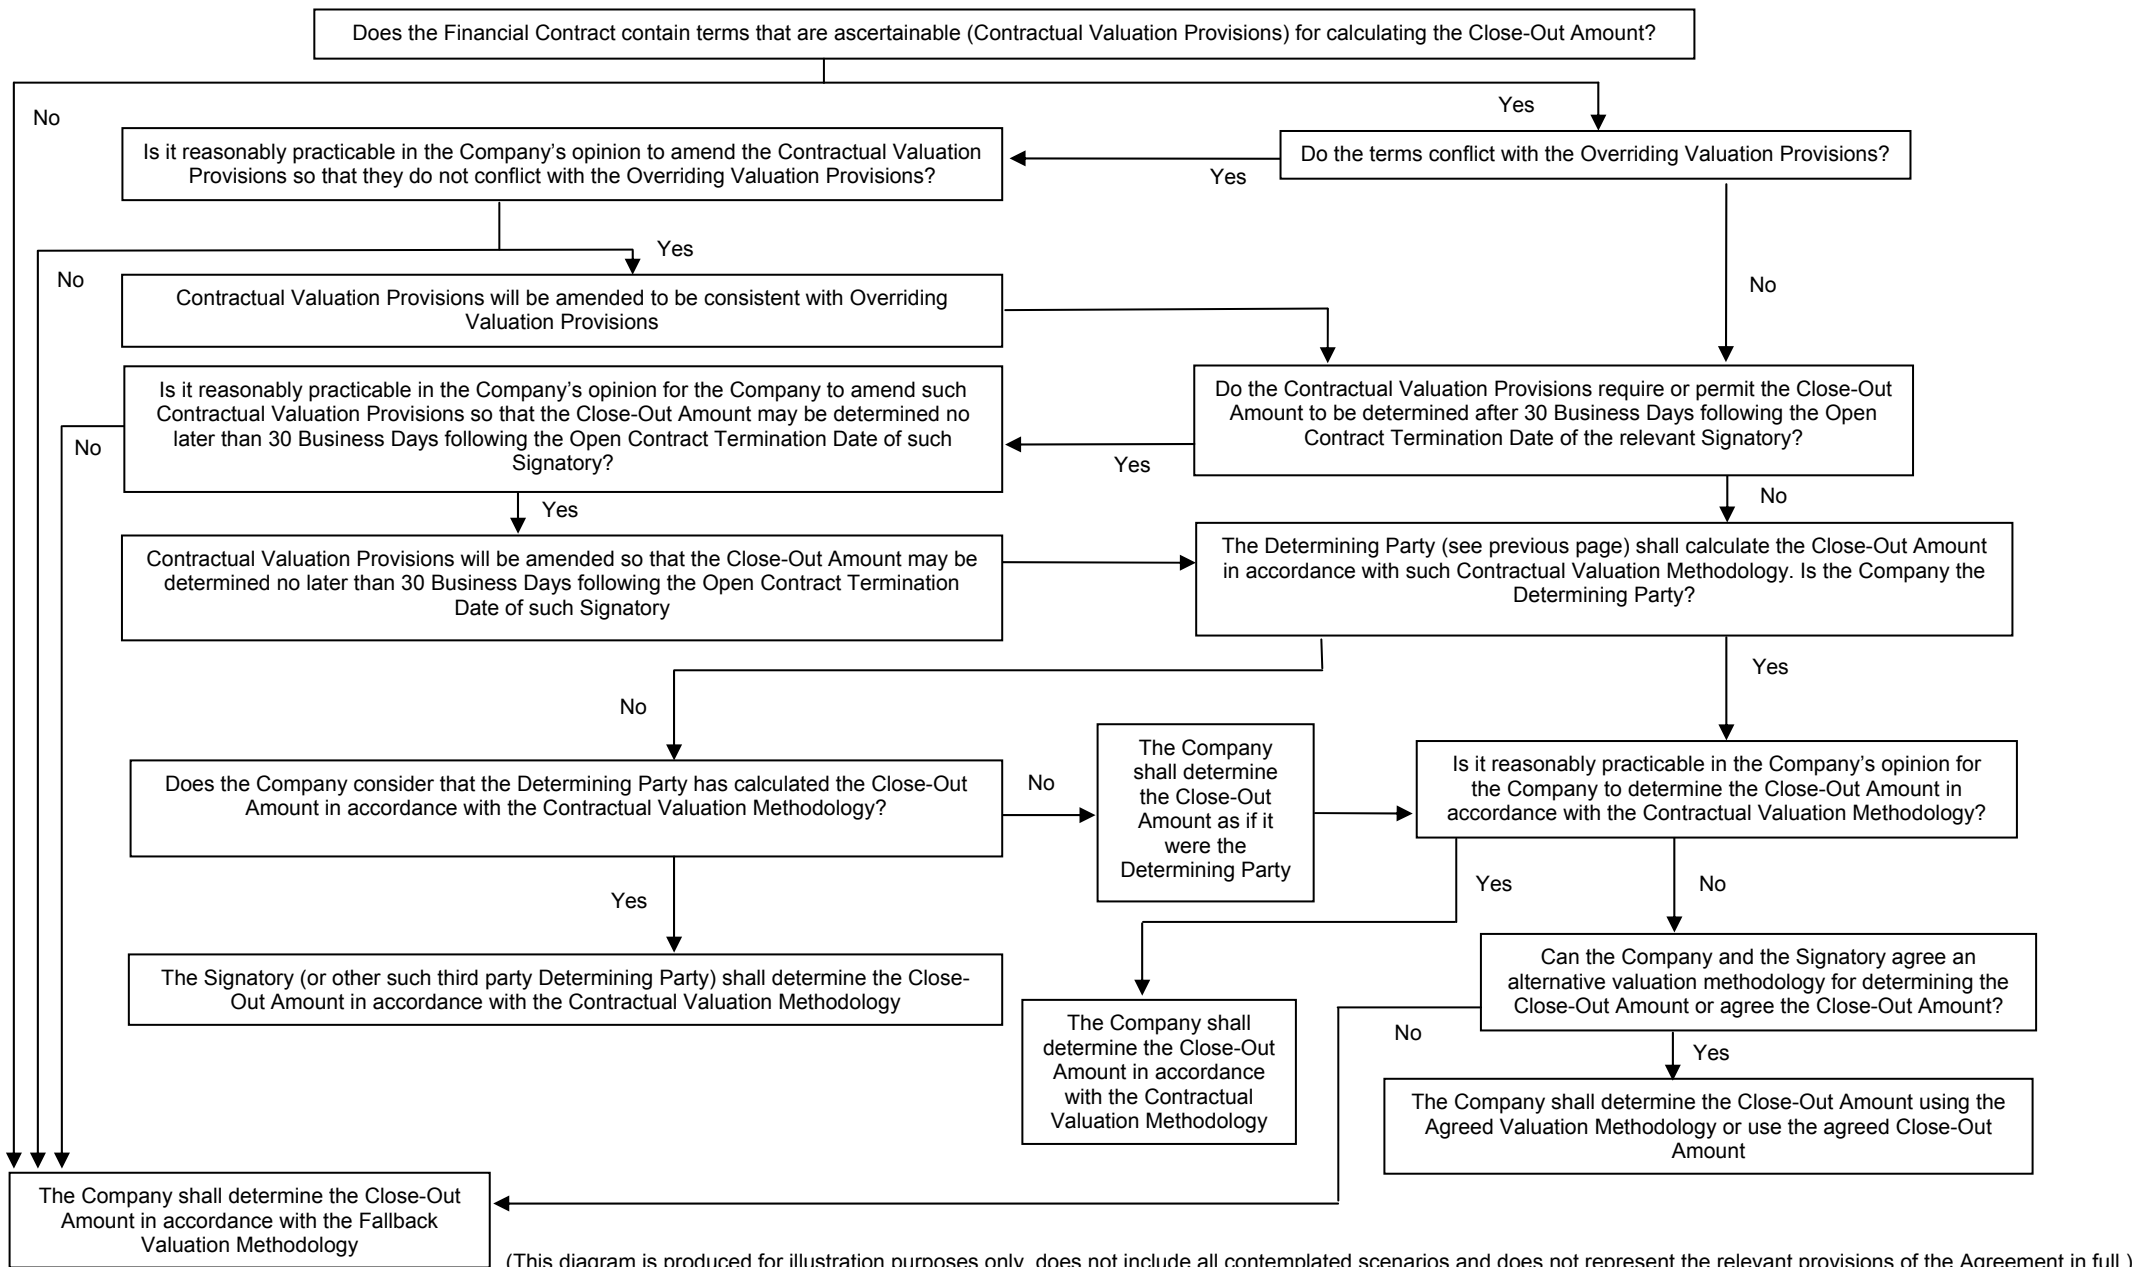 Does the Financial Contract contain terms that are ascertainable (Contractual Valuation Provisions) for calculating the Close-Out Amount?
No
Yes
Is it reasonably practicable in the Company's opinion to amend the Contractual Valuation
Provisions so that they do not conflict with the Overriding Valuation Provisions?
Yes
Do the terms conflict with the Overriding Valuation Provisions?
No
Yes
No
Contractual Valuation Provisions will be amended to be consistent with Overriding
Valuation Provisions
Is it reasonably practicable in the Company's opinion for the Company to amend such
Contractual Valuation Provisions so that the Close-Out Amount may be determined no
later than 30 Business Days following the Open Contract Termination Date of such
Signatory?
No
Yes
Do the Contractual Valuation Provisions require or permit the Close-Out
Amount to be determined after 30 Business Days following the Open
Contract Termination Date of the relevant Signatory?
Yes
No
Contractual Valuation Provisions will be amended so that the Close-Out Amount may be
determined no later than 30 Business Days following the Open Contract Termination
Date of such Signatory
The Determining Party (see previous page) shall calculate the Close-Out Amount
in accordance with such Contractual Valuation Methodology. Is the Company the
Determining Party?
No
Yes
Does the Company consider that the Determining Party has calculated the Close-Out
Amount in accordance with the Contractual Valuation Methodology?
No
The Company
shall determine
the Close-Out
Amount as if it
were the
Determining Party
Is it reasonably practicable in the Company's opinion for
the Company to determine the Close-Out Amount in
accordance with the Contractual Valuation Methodology?
Yes
Yes
No
The Signatory (or other such third party Determining Party) shall determine the Close-
Out Amount in accordance with the Contractual Valuation Methodology
The Company shall
determine the Close-Out
Amount in accordance
with the Contractual
Valuation Methodology
Can the Company and the Signatory agree an
alternative valuation methodology for determining the
Close-Out Amount or agree the Close-Out Amount?
No
Yes
The Company shall determine the Close-Out Amount using the
Agreed Valuation Methodology or use the agreed Close-Out
Amount
The Company shall determine the Close-Out
Amount in accordance with the Fallback
Valuation Methodology
(This diagram is produced for illustration purposes only, does not include all contemplated scenarios and does not represent the relevant provisions of the Agreement in full.)